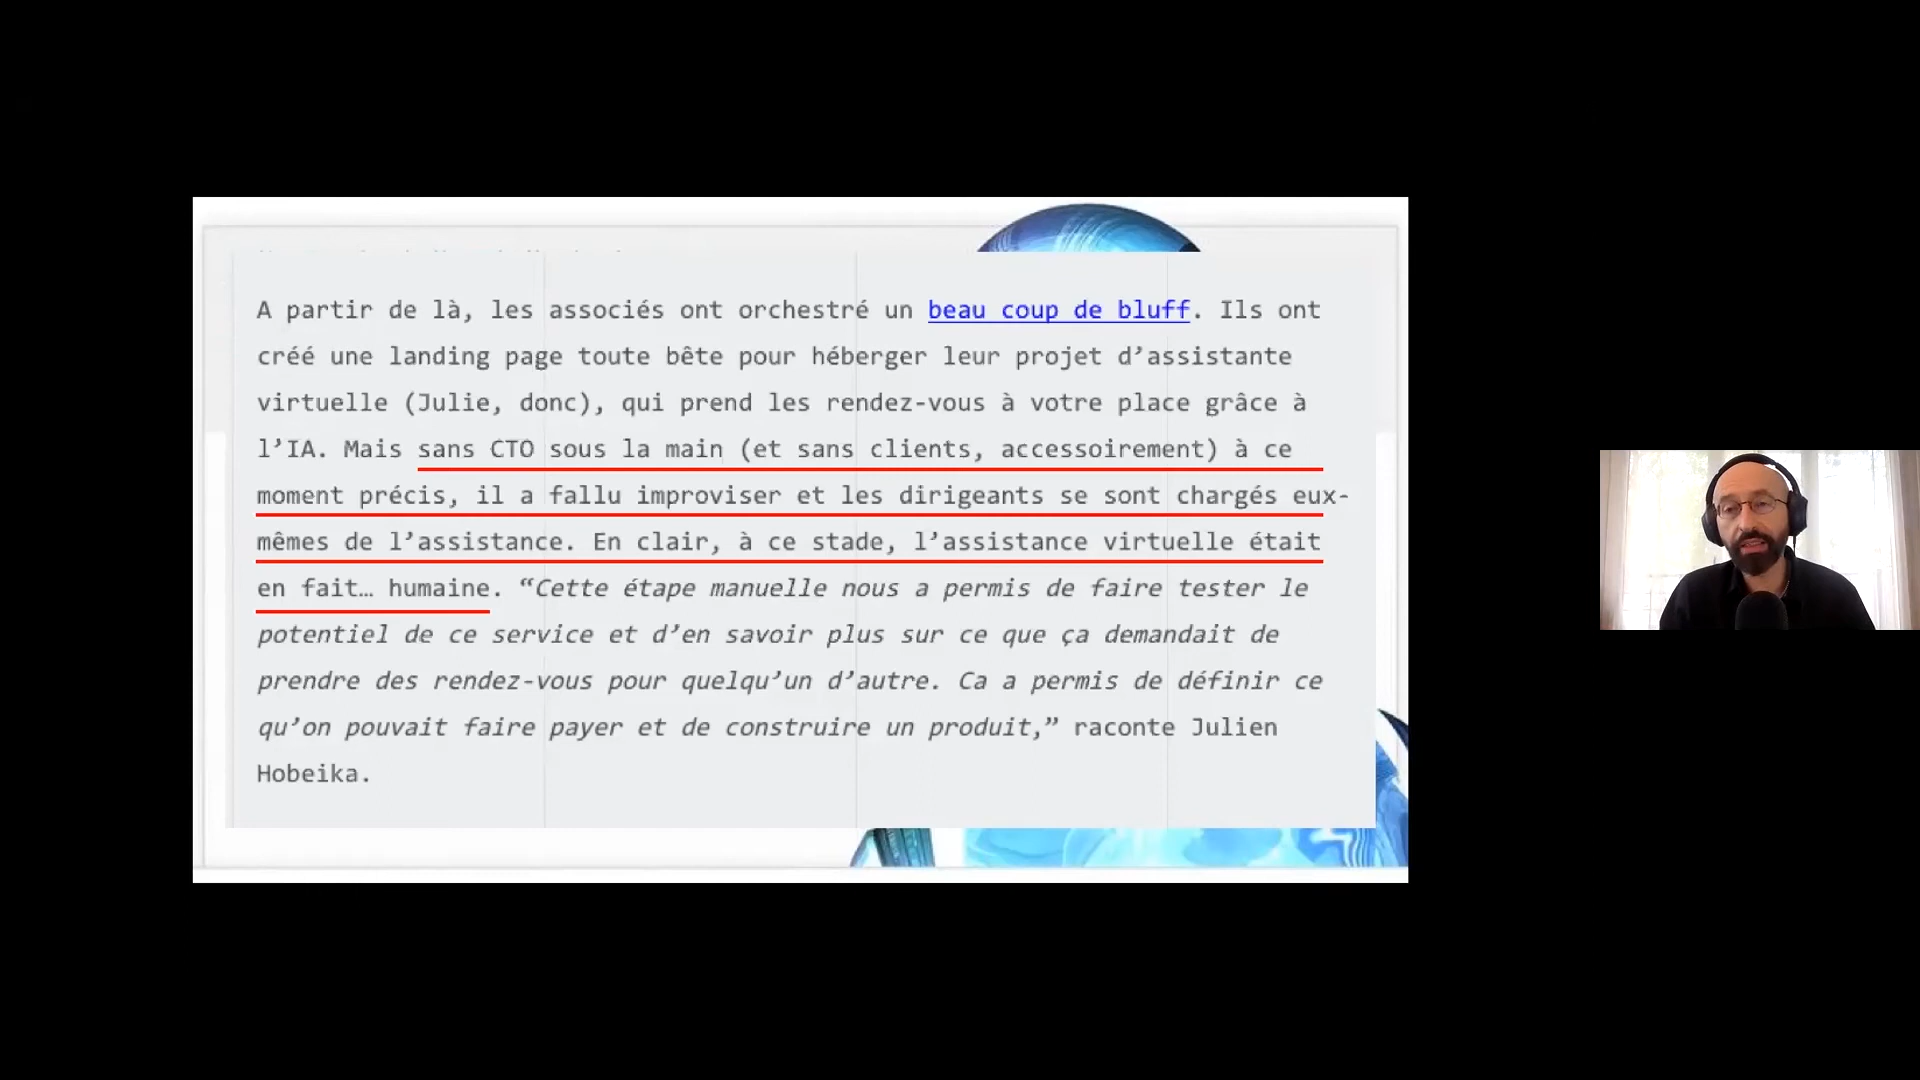 A partir de là, les associés ont orchestré un beau coup de bluff. Ils ont
créé une landing page toute bête pour héberger leur projet d’assistante
virtuelle (Julie, donc), qui prend les rendez-vous à votre place grâce à
l’IA. Mais sans CTO sous la main (et sans clients, accessoirement) à ce
moment précis, il a fallu improviser et les dirigeants se sont chargés eux-
mêmes de l’assistance. En clair, à ce stade, l’assistance virtuelle était
en fait… humaine. “Cette étape manuelle nous a permis de faire tester le
potentiel de ce service et d’en savoir plus sur ce que ça demandait de
prendre des rendez-vous pour quelqu’un d’autre. Ca a permis de définir ce
qu’on pouvait faire payer et de construire un produit,” raconte Julien
Hobeika.